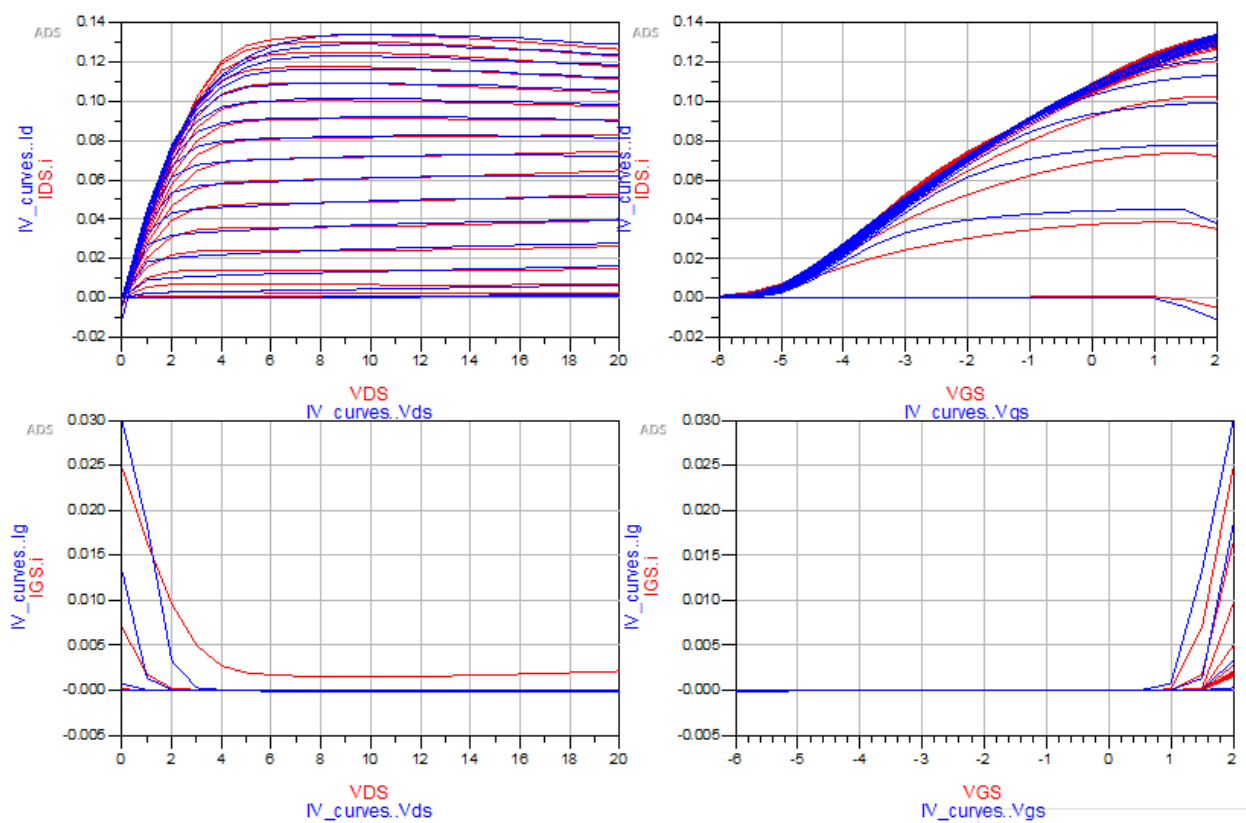 ADS
0.14
0.12
0.10
0.08
0.06
0.04
0.02
0.00
-0.02
IV_curves..Id
IDS.i
0 2 4 6 8 10 12 14 16 18 20
VDS
IV_curves..Vds
ADS
0.14
0.12
0.10
0.08
0.06
0.04
0.02
0.00
-0.02
IV_curves..Id
IDS.i
-6 -5 -4 -3 -2 -1 0 1 2
VGS
IV_curves..Vgs
ADS
0.030
0.025
0.020
0.015
0.010
0.005
-0.000
-0.005
IV_curves..Ig
IGS.i
0 2 4 6 8 10 12 14 16 18 20
VDS
IV_curves..Vds
ADS
0.030
0.025
0.020
0.015
0.010
0.005
-0.000
-0.005
IV_curves..Ig
IGS.i
-6 -5 -4 -3 -2 -1 0 1 2
VGS
IV_curves..Vgs